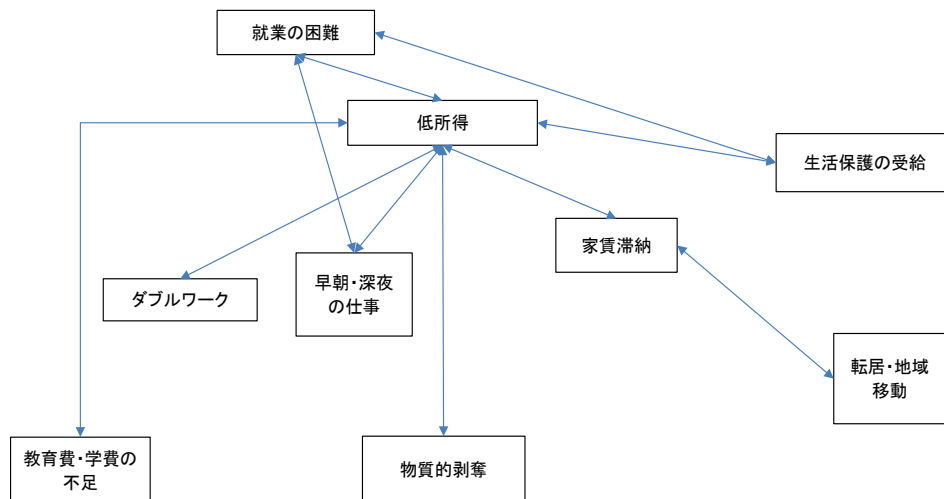 就業の困難
低所得
生活保護の受給
家賃滞納
ダブルワーク
早朝・深夜
の仕事
転居・地域
移動
教育費・学費の
不足
物質的剥奪